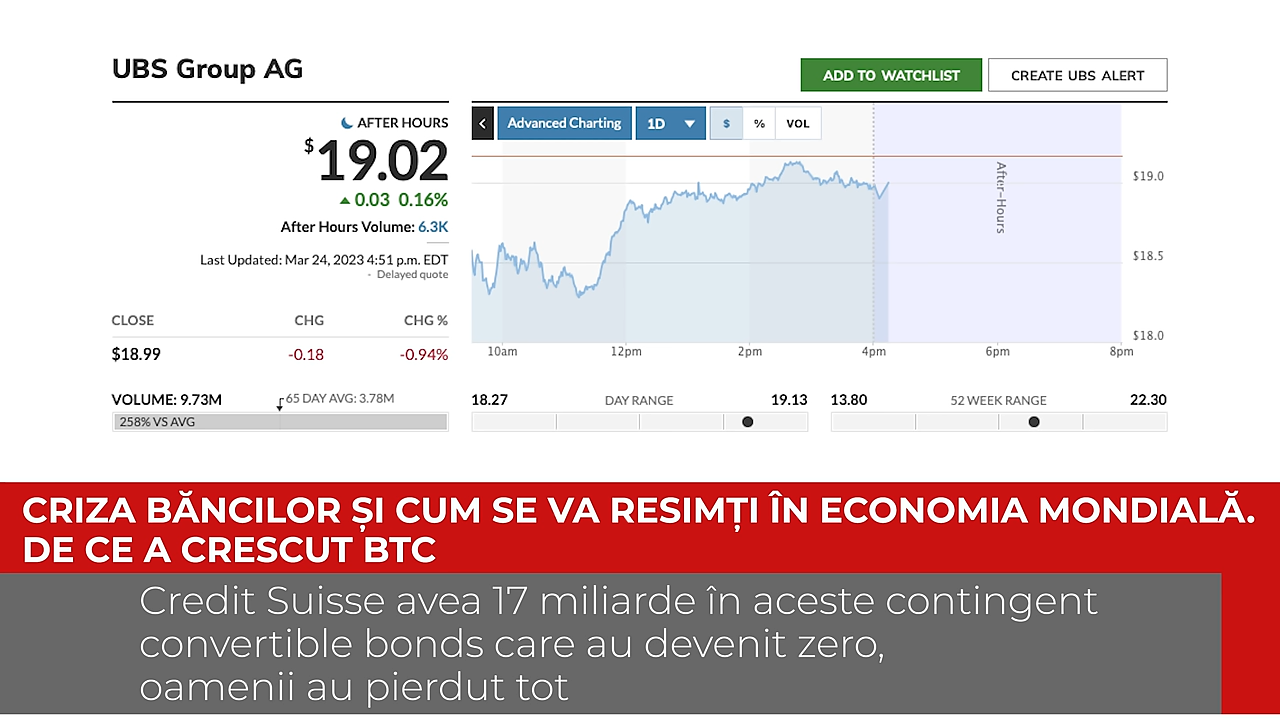 UBS Group AG
ADD TO WATCHLIST
CREATE UBS ALERT
AFTER HOURS
$19.02
0.03 0.16%
After Hours Volume: 6.3K
Last Updated: Mar 24, 2023 4:51 p.m. EDT
- Delayed quote
CLOSE CHG CHG %
$18.99 -0.18 -0.94%
VOLUME: 9.73M 65 DAY AVG: 3.78M
258% VS AVG
Advanced Charting 1D $ % VOL
After-Hours
$19.0
$18.5
$18.0
10am 12pm 2pm 4pm 6pm 8pm
18.27 DAY RANGE 19.13
13.80 52 WEEK RANGE 22.30
CRIZA BĂNCILOR ȘI CUM SE VA RESIMȚI ÎN ECONOMIA MONDIALĂ.
DE CE A CRESCUT BTC
Credit Suisse avea 17 miliarde în aceste contingent
convertible bonds care au devenit zero,
oamenii au pierdut tot